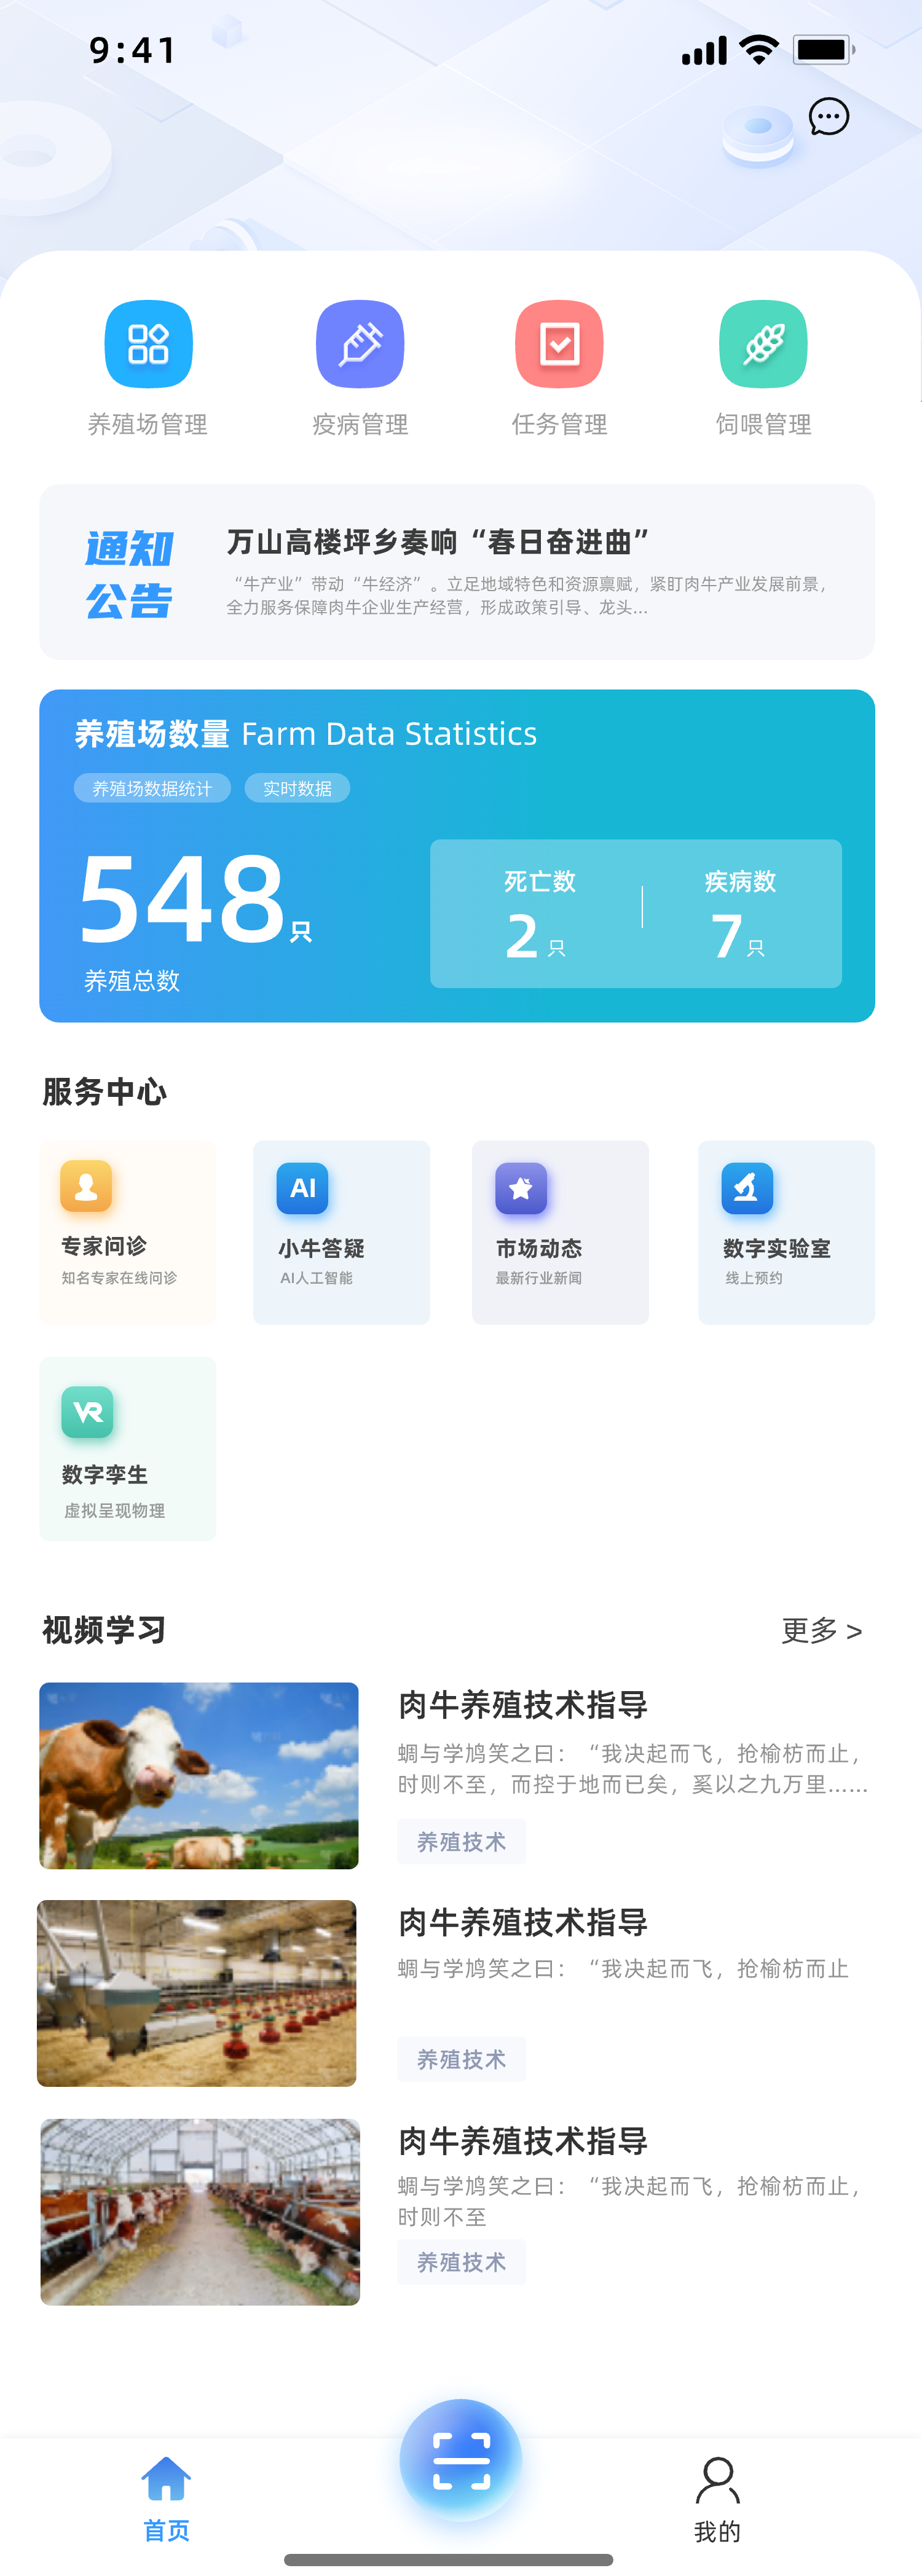 9:41
养殖场管理
疫病管理
任务管理
饲喂管理
通知
公告
万山高楼坪乡奏响“春日奋进曲”
“牛产业”带动“牛经济”。立足地域特色和资源禀赋，紧盯肉牛产业发展前景，
全力服务保障肉牛企业生产经营，形成政策引导、龙头...
养殖场数量 Farm Data Statistics
养殖场数据统计
实时数据
548只
养殖总数
死亡数
2只
疾病数
7只
服务中心
专家问诊
知名专家在线问诊
AI
小牛答疑
AI人工智能
市场动态
最新行业新闻
数字实验室
线上预约
VR
数字孪生
虚拟呈现物理
视频学习
更多 >
肉牛养殖技术指导
蜩与学鸠笑之曰：“我决起而飞，抢榆枋而止，
时则不至，而控于地而已矣，奚以之九万里……
养殖技术
肉牛养殖技术指导
蜩与学鸠笑之曰：“我决起而飞，抢榆枋而止
养殖技术
肉牛养殖技术指导
蜩与学鸠笑之曰：“我决起而飞，抢榆枋而止，
时则不至
养殖技术
首页
我的